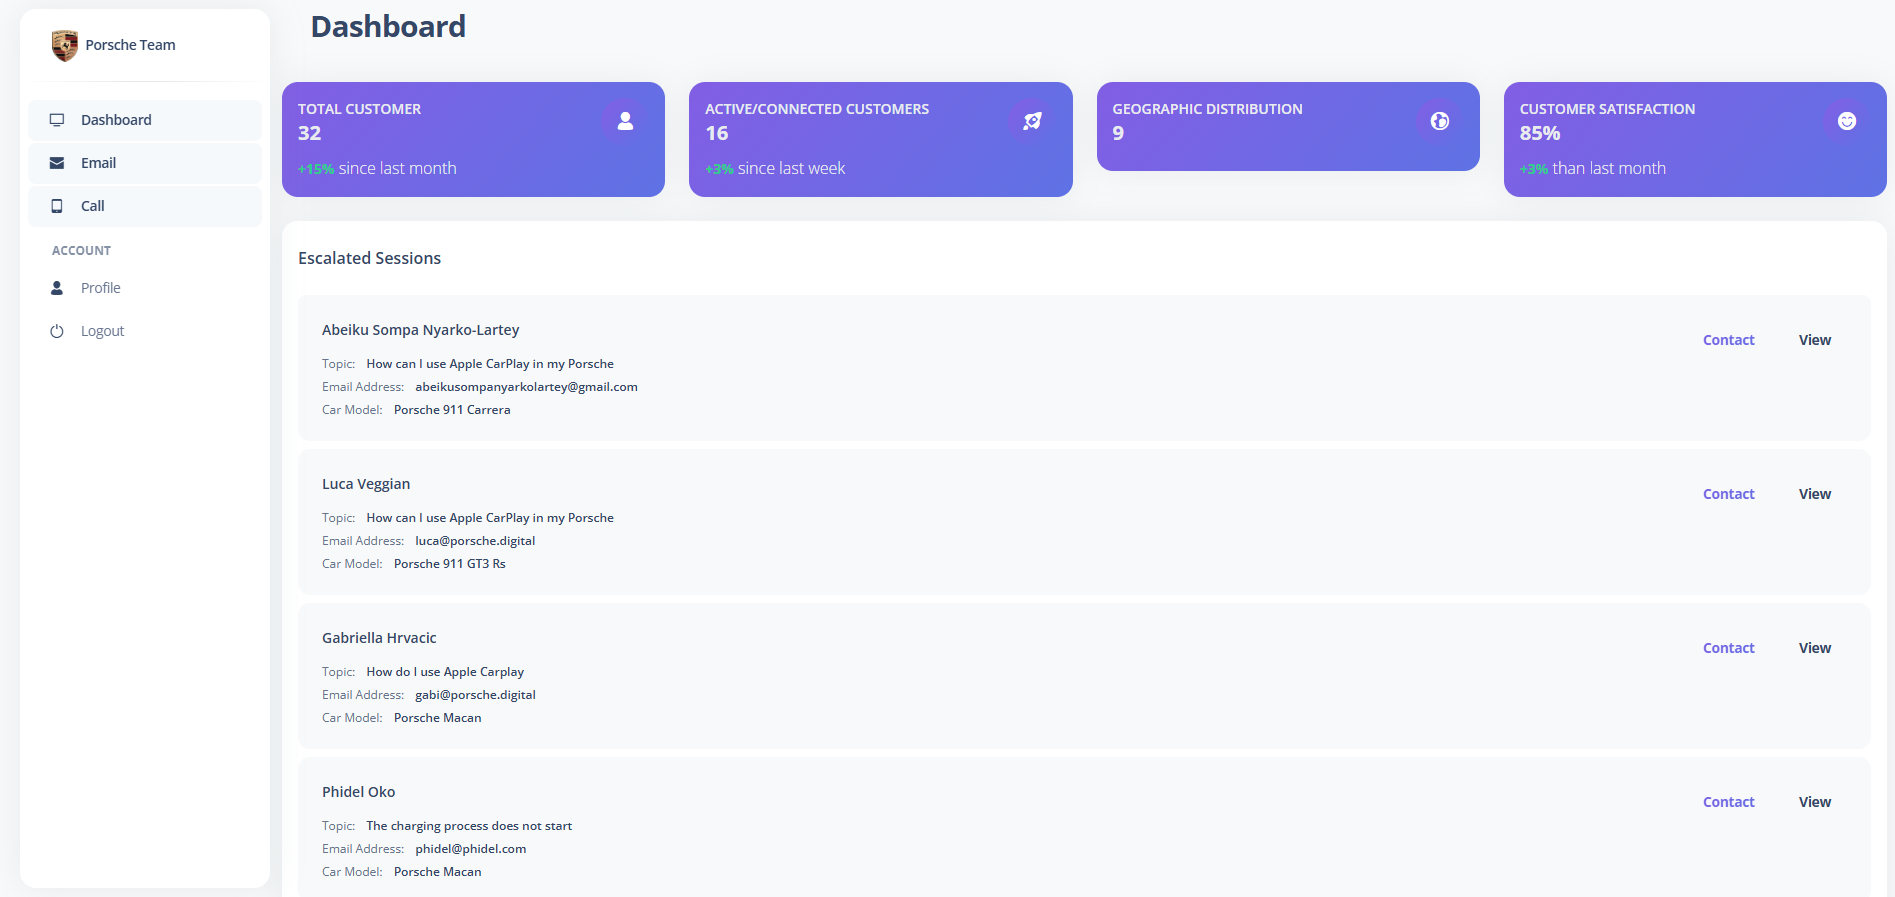 Porsche Team
Dashboard
Email
Call
ACCOUNT
Profile
Logout
Dashboard
TOTAL CUSTOMER
32
+15% since last month
ACTIVE/CONNECTED CUSTOMERS
16
+3% since last week
GEOGRAPHIC DISTRIBUTION
9
CUSTOMER SATISFACTION
85%
+3% than last month
Escalated Sessions
Abeiku Sompa Nyarko-Lartey
Contact View
Topic: How can I use Apple CarPlay in my Porsche
Email Address: abeikusompanyarkolartey@gmail.com
Car Model: Porsche 911 Carrera
Luca Veggian
Contact View
Topic: How can I use Apple CarPlay in my Porsche
Email Address: luca@porsche.digital
Car Model: Porsche 911 GT3 Rs
Gabriella Hrvacic
Contact View
Topic: How do I use Apple Carplay
Email Address: gabi@porsche.digital
Car Model: Porsche Macan
Phidel Oko
Contact View
Topic: The charging process does not start
Email Address: phidel@phidel.com
Car Model: Porsche Macan